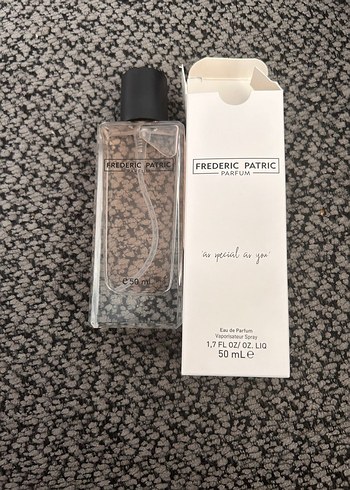 FREDERIC PATRIC
℮50 mL
FREDERIC PATRIC
PARFUM
'as special as you'
Eau de Parfum
Vaporisateur Spray
1,7 FL OZ/ OZ. LIQ
50 mL℮